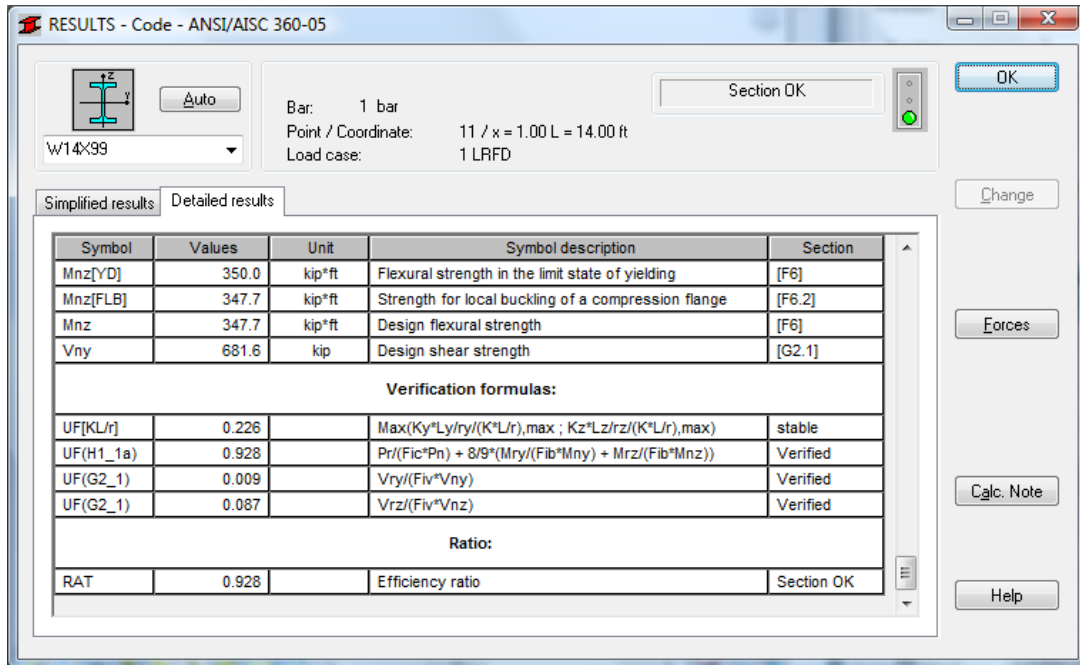 RESULTS - Code - ANSI/AISC 360-05
Z
Y
Auto
W14X99
Bar: 1 bar
Point / Coordinate: 11 / x = 1.00 L = 14.00 ft
Load case: 1 LRFD
Section OK
OK
Change
Forces
Calc. Note
Help
Simplified results Detailed results
Symbol Values Unit Symbol description Section
Mnz[YD] 350.0 kip*ft Flexural strength in the limit state of yielding [F6]
Mnz[FLB] 347.7 kip*ft Strength for local buckling of a compression flange [F6.2]
Mnz 347.7 kip*ft Design flexural strength [F6]
Vny 681.6 kip Design shear strength [G2.1]
Verification formulas:
UF[KL/r] 0.226 Max(Ky*Ly/ry/(K*L/r),max ; Kz*Lz/rz/(K*L/r),max) stable
UF(H1_1a) 0.928 Pr/(Fic*Pn) + 8/9*(Mry/(Fib*Mny) + Mrz/(Fib*Mnz)) Verified
UF(G2_1) 0.009 Vry/(Fiv*Vny) Verified
UF(G2_1) 0.087 Vrz/(Fiv*Vnz) Verified
Ratio:
RAT 0.928 Efficiency ratio Section OK